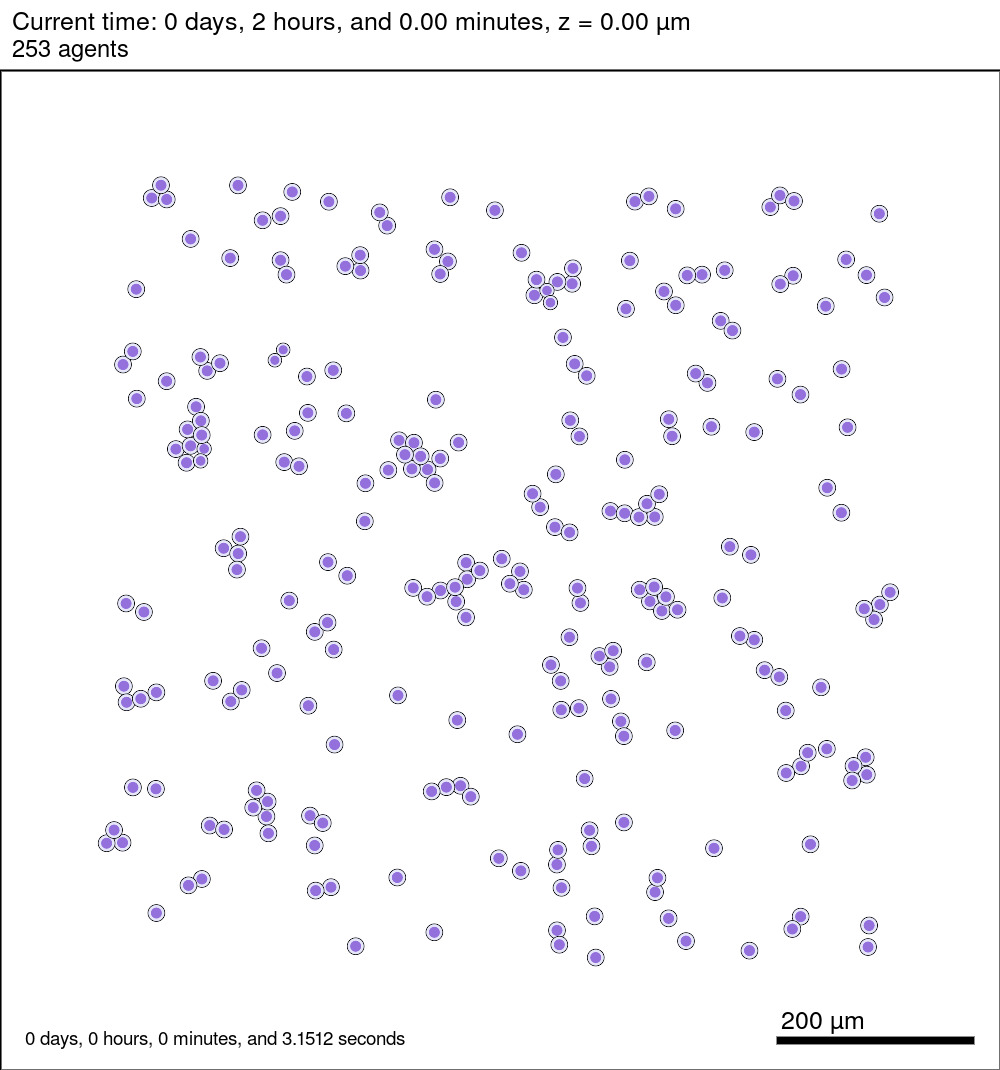 Current time: 0 days, 2 hours, and 0.00 minutes, z = 0.00 µm
253 agents
200 µm
0 days, 0 hours, 0 minutes, and 3.1512 seconds